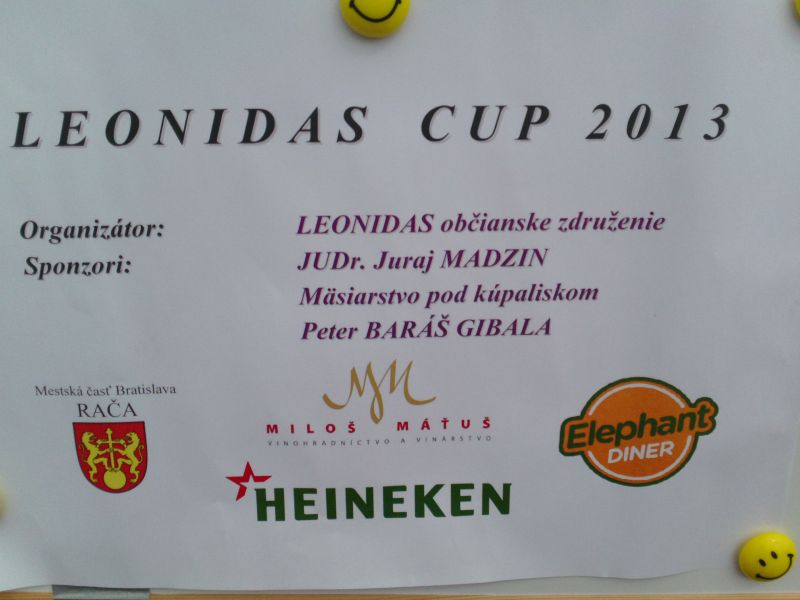 LEONIDAS CUP 2013
Organizátor: LEONIDAS občianske združenie
Sponzori: JUDr. Juraj MADZIN
Mäsiarstvo pod kúpaliskom
Peter BARÁŠ GIBALA
Mestská časť Bratislava
RAČA
MM
MILOŠ MÁŤUŠ
VINOHRADNÍCTVO A VINÁRSTVO
Elephant
DINER
HEINEKEN